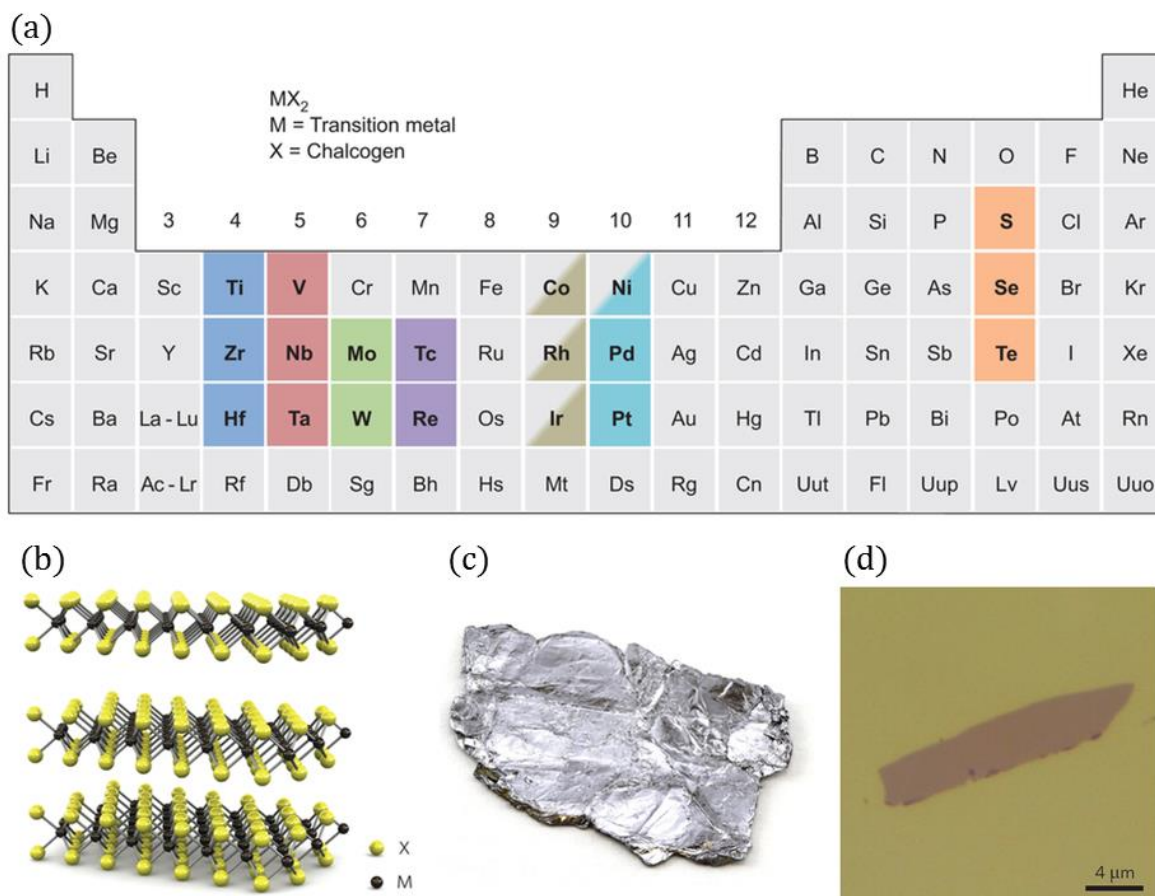 (a)
H He
MX₂
M = Transition metal
X = Chalcogen
Li Be B C N O F Ne
Na Mg 3 4 5 6 7 8 9 10 11 12 Al Si P S Cl Ar
K Ca Sc Ti V Cr Mn Fe Co Ni Cu Zn Ga Ge As Se Br Kr
Rb Sr Y Zr Nb Mo Tc Ru Rh Pd Ag Cd In Sn Sb Te I Xe
Cs Ba La - Lu Hf Ta W Re Os Ir Pt Au Hg Tl Pb Bi Po At Rn
Fr Ra Ac - Lr Rf Db Sg Bh Hs Mt Ds Rg Cn Uut Fl Uup Lv Uus Uuo
(b) (c) (d)
X
M
4 µm